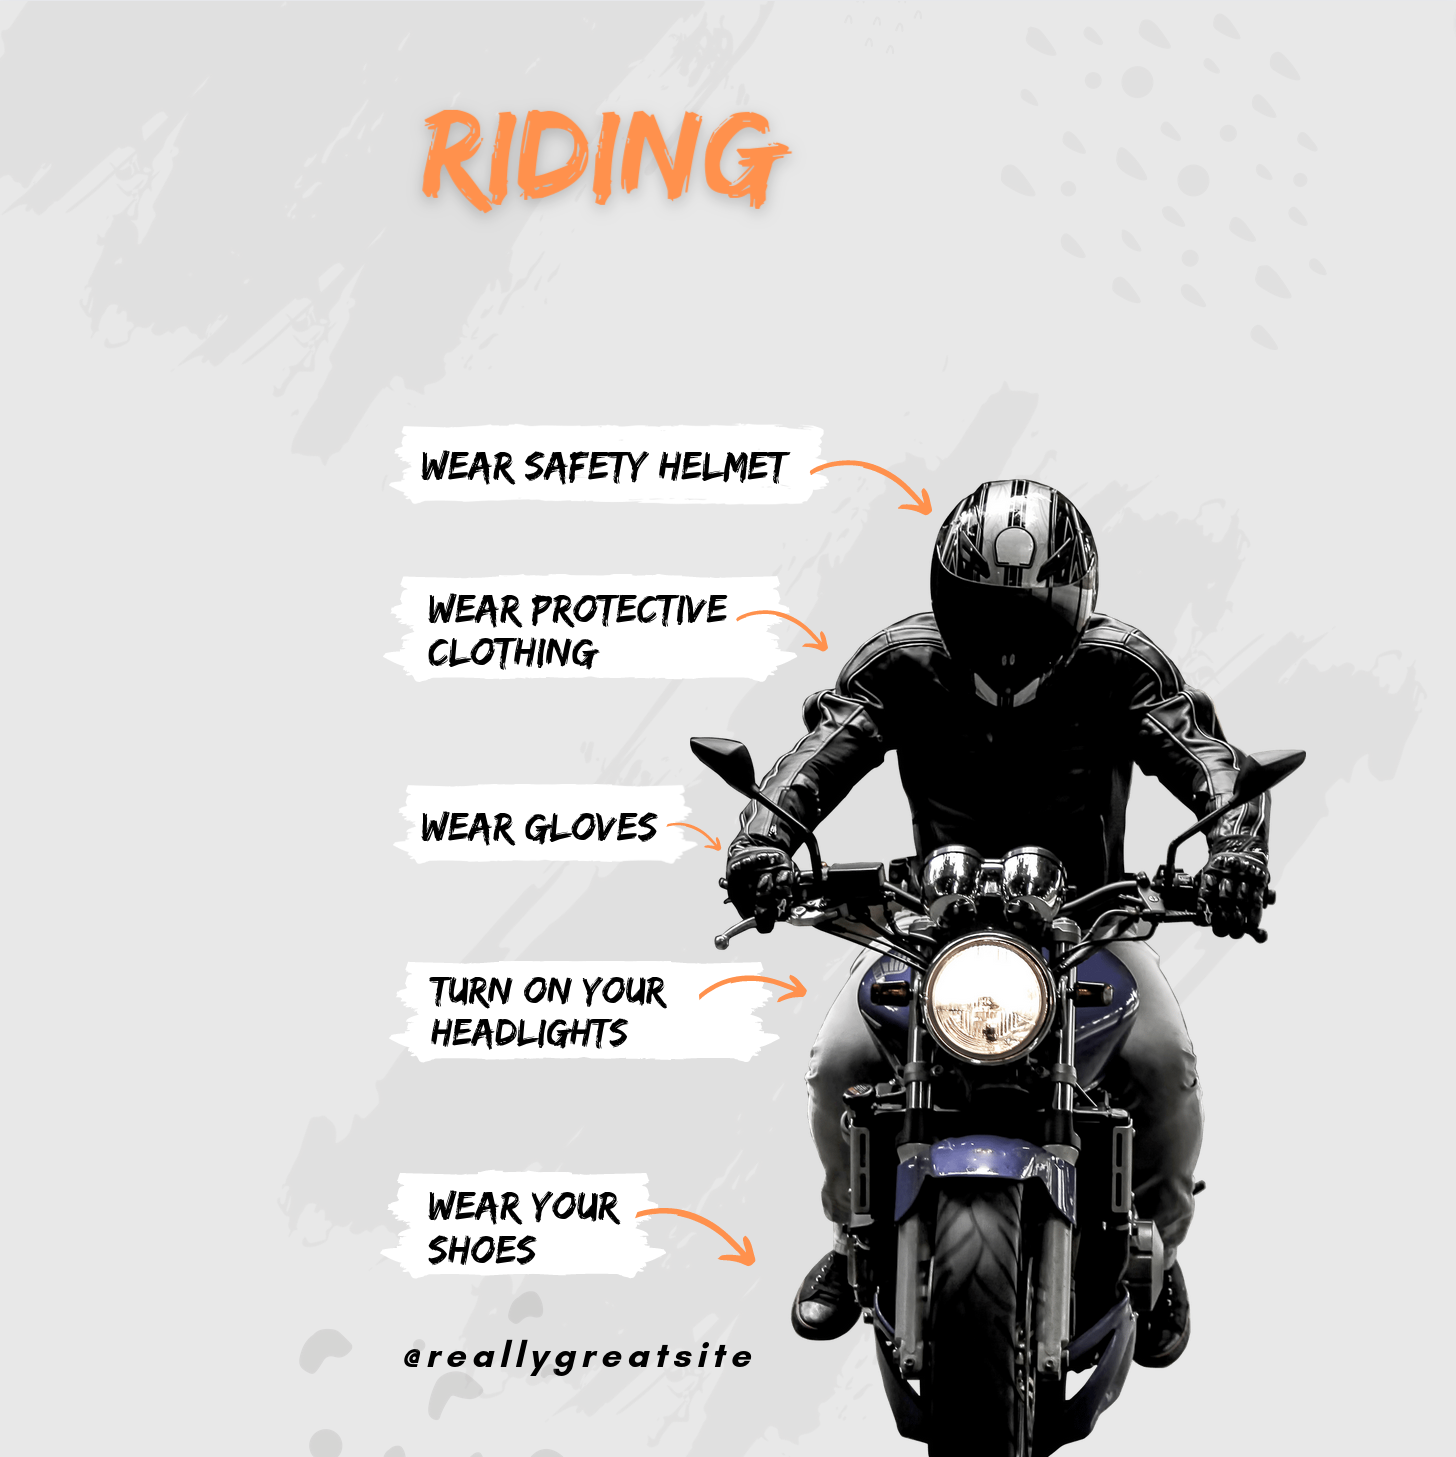 RIDING
WEAR SAFETY HELMET
WEAR PROTECTIVE
CLOTHING
WEAR GLOVES
TURN ON YOUR
HEADLIGHTS
WEAR YOUR
SHOES
@reallygreatsite